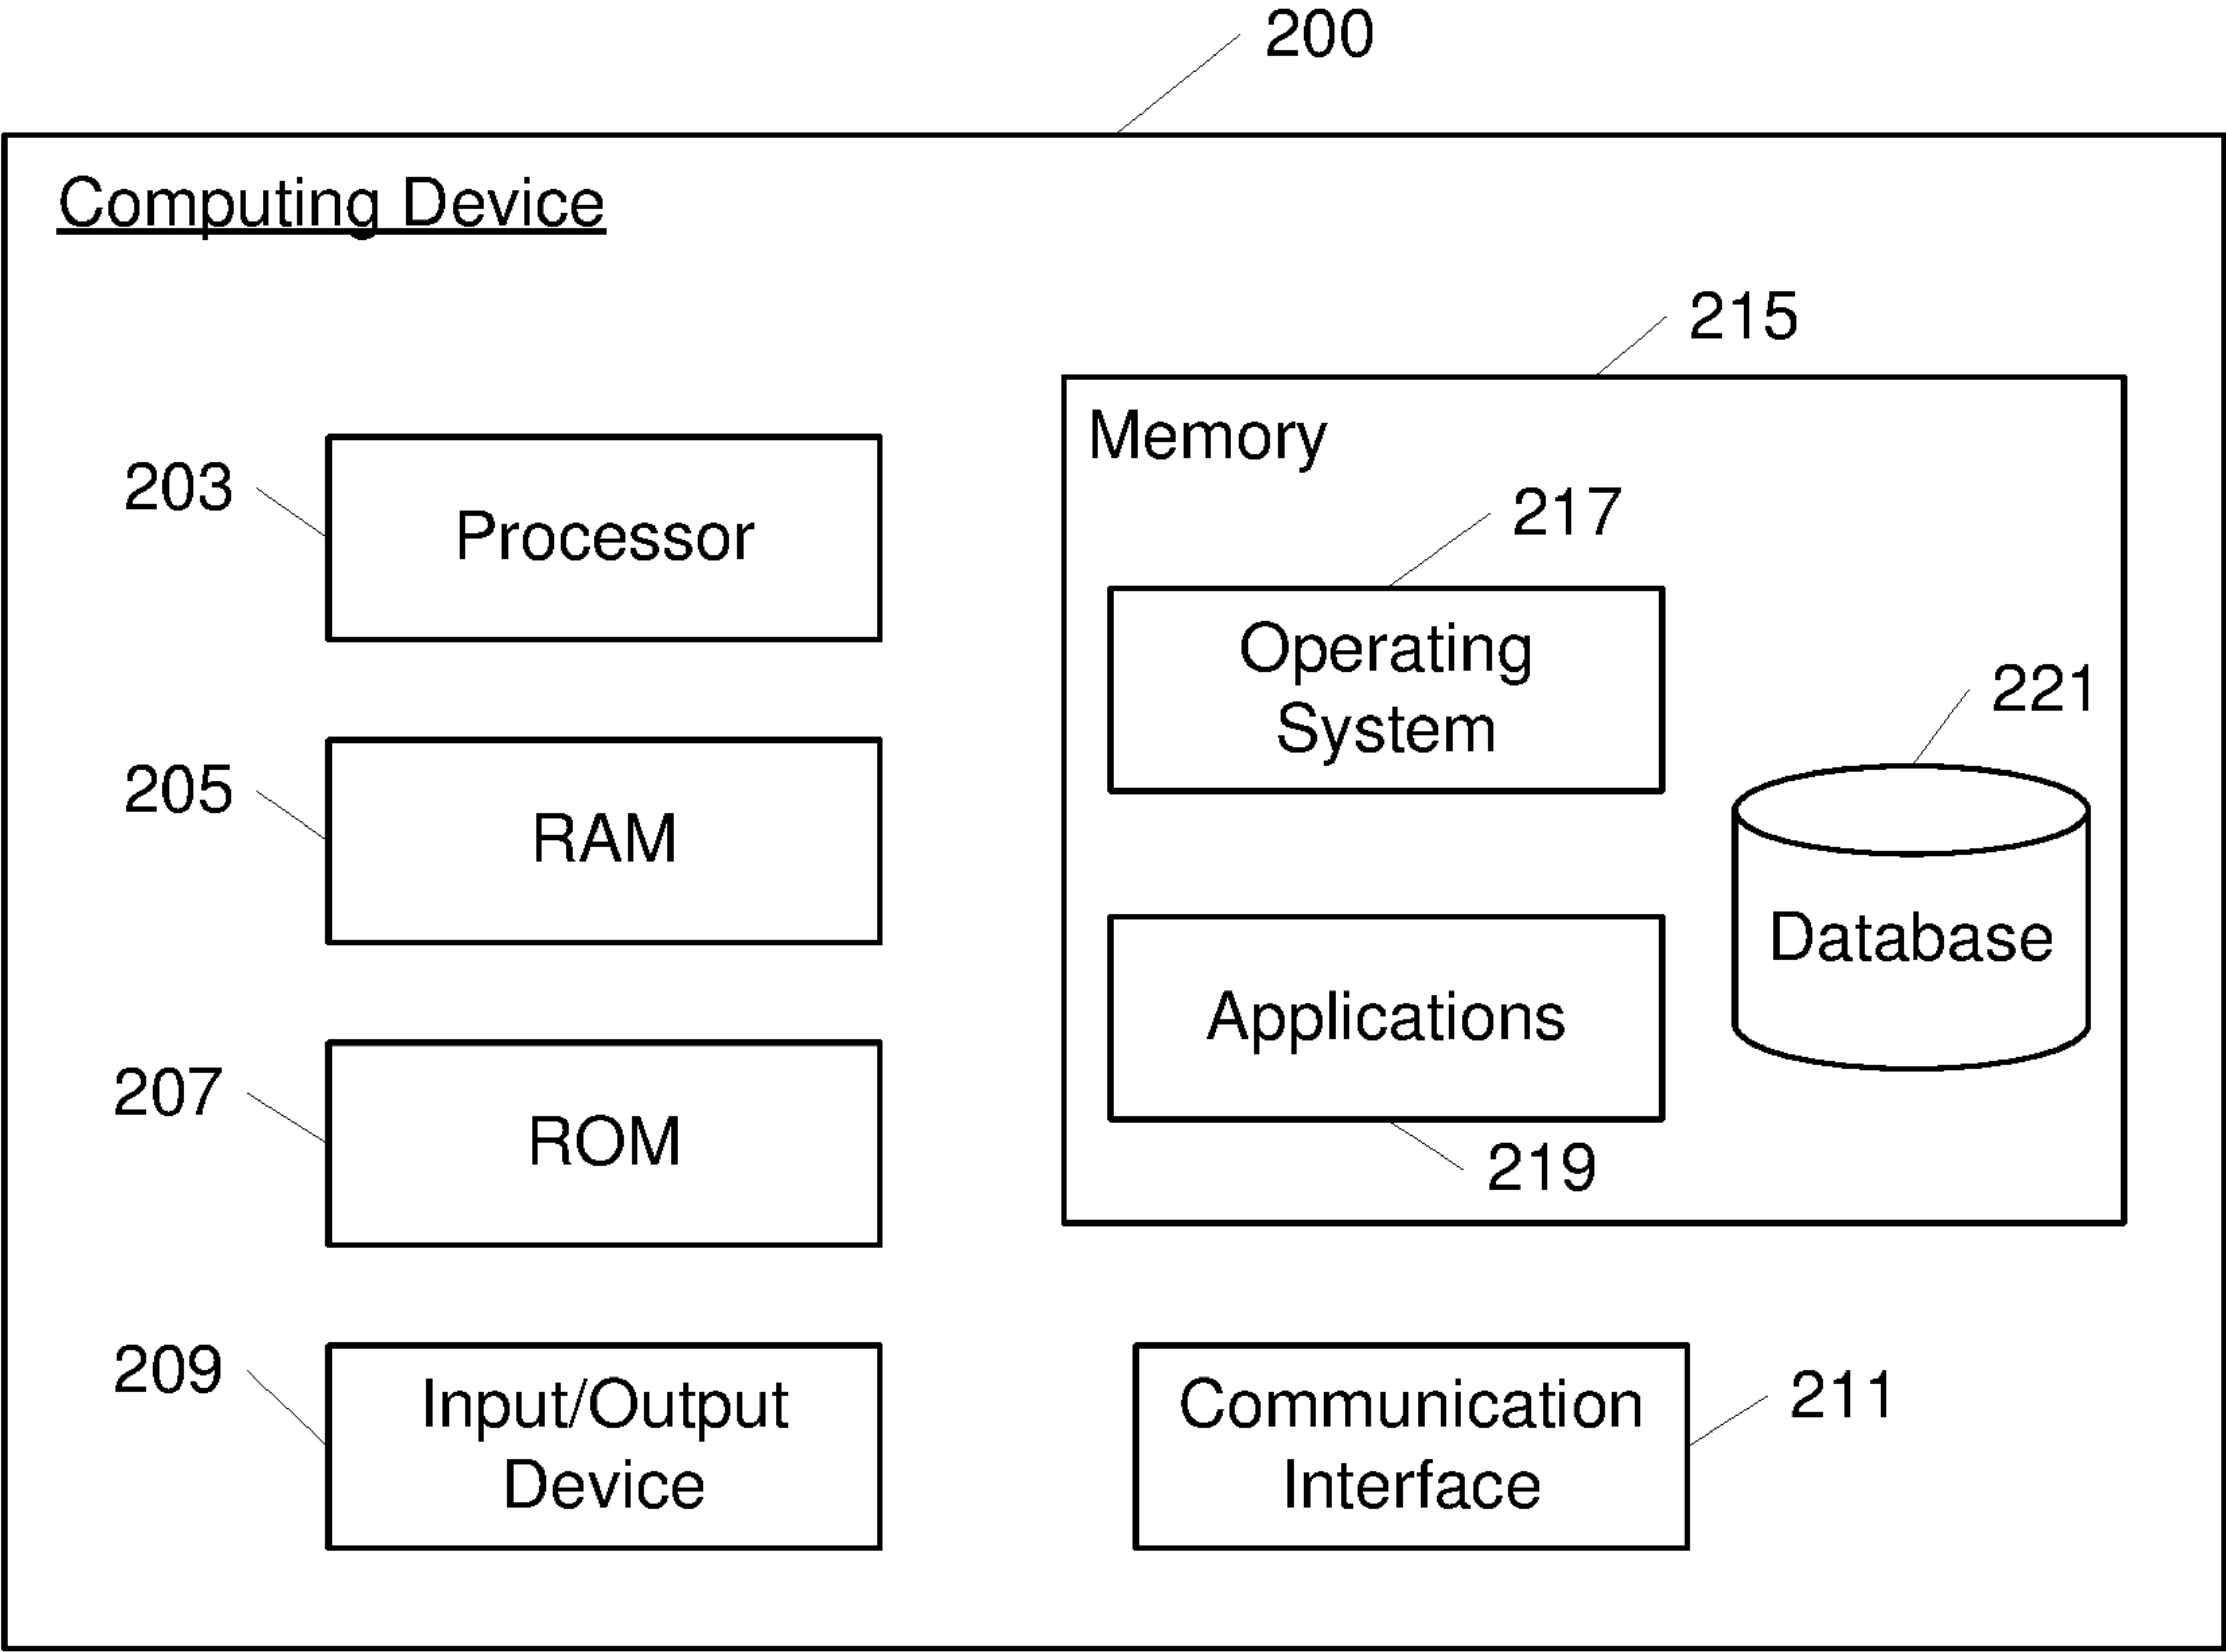 200
Computing Device
215
Memory
203
Processor
217
Operating
System
221
205
RAM
Database
Applications
219
207
ROM
209
Input/Output
Device
Communication
Interface
211